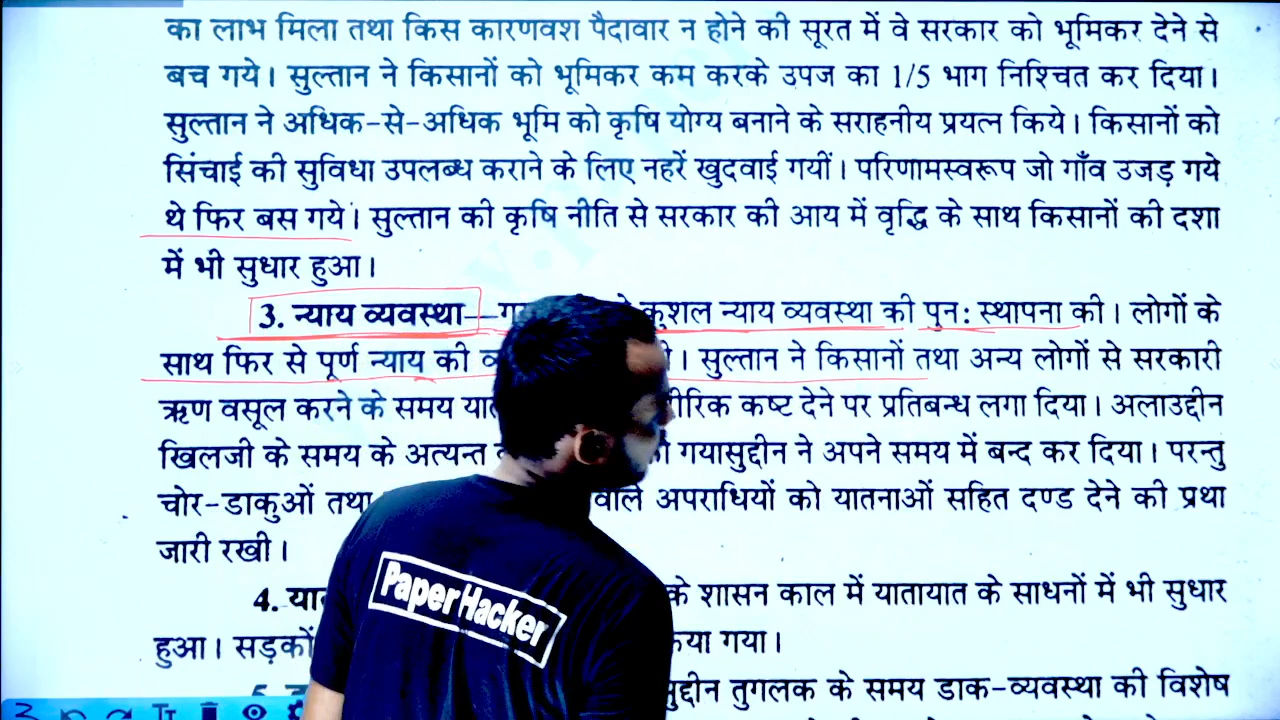 का लाभ मिला तथा किस कारणवश पैदावार न होने की सूरत में वे सरकार को भूमिकर देने से
बच गये। सुल्तान ने किसानों को भूमिकर कम करके उपज का 1/5 भाग निश्चित कर दिया।
सुल्तान ने अधिक-से-अधिक भूमि को कृषि योग्य बनाने के सराहनीय प्रयत्न किये। किसानों को
सिंचाई की सुविधा उपलब्ध कराने के लिए नहरें खुदवाई गयीं। परिणामस्वरूप जो गाँव उजड़ गये
थे फिर बस गये। सुल्तान की कृषि नीति से सरकार की आय में वृद्धि के साथ किसानों की दशा
में भी सुधार हुआ।
3. न्याय व्यवस्था— कुशल न्याय व्यवस्था की पुन: स्थापना की। लोगों के
साथ फिर से पूर्ण न्याय की । सुल्तान ने किसानों तथा अन्य लोगों से सरकारी
ऋण वसूल करने के समय कष्ट देने पर प्रतिबन्ध लगा दिया। अलाउद्दीन
खिलजी के समय के अत्यन्त गयासुद्दीन ने अपने समय में बन्द कर दिया। परन्तु
चोर-डाकुओं तथा वाले अपराधियों को यातनाओं सहित दण्ड देने की प्रथा
जारी रखी।
4. के शासन काल में यातायात के साधनों में भी सुधार
हुआ। सड़कों गया।
तुगलक के समय डाक-व्यवस्था की विशेष
PaperHacker